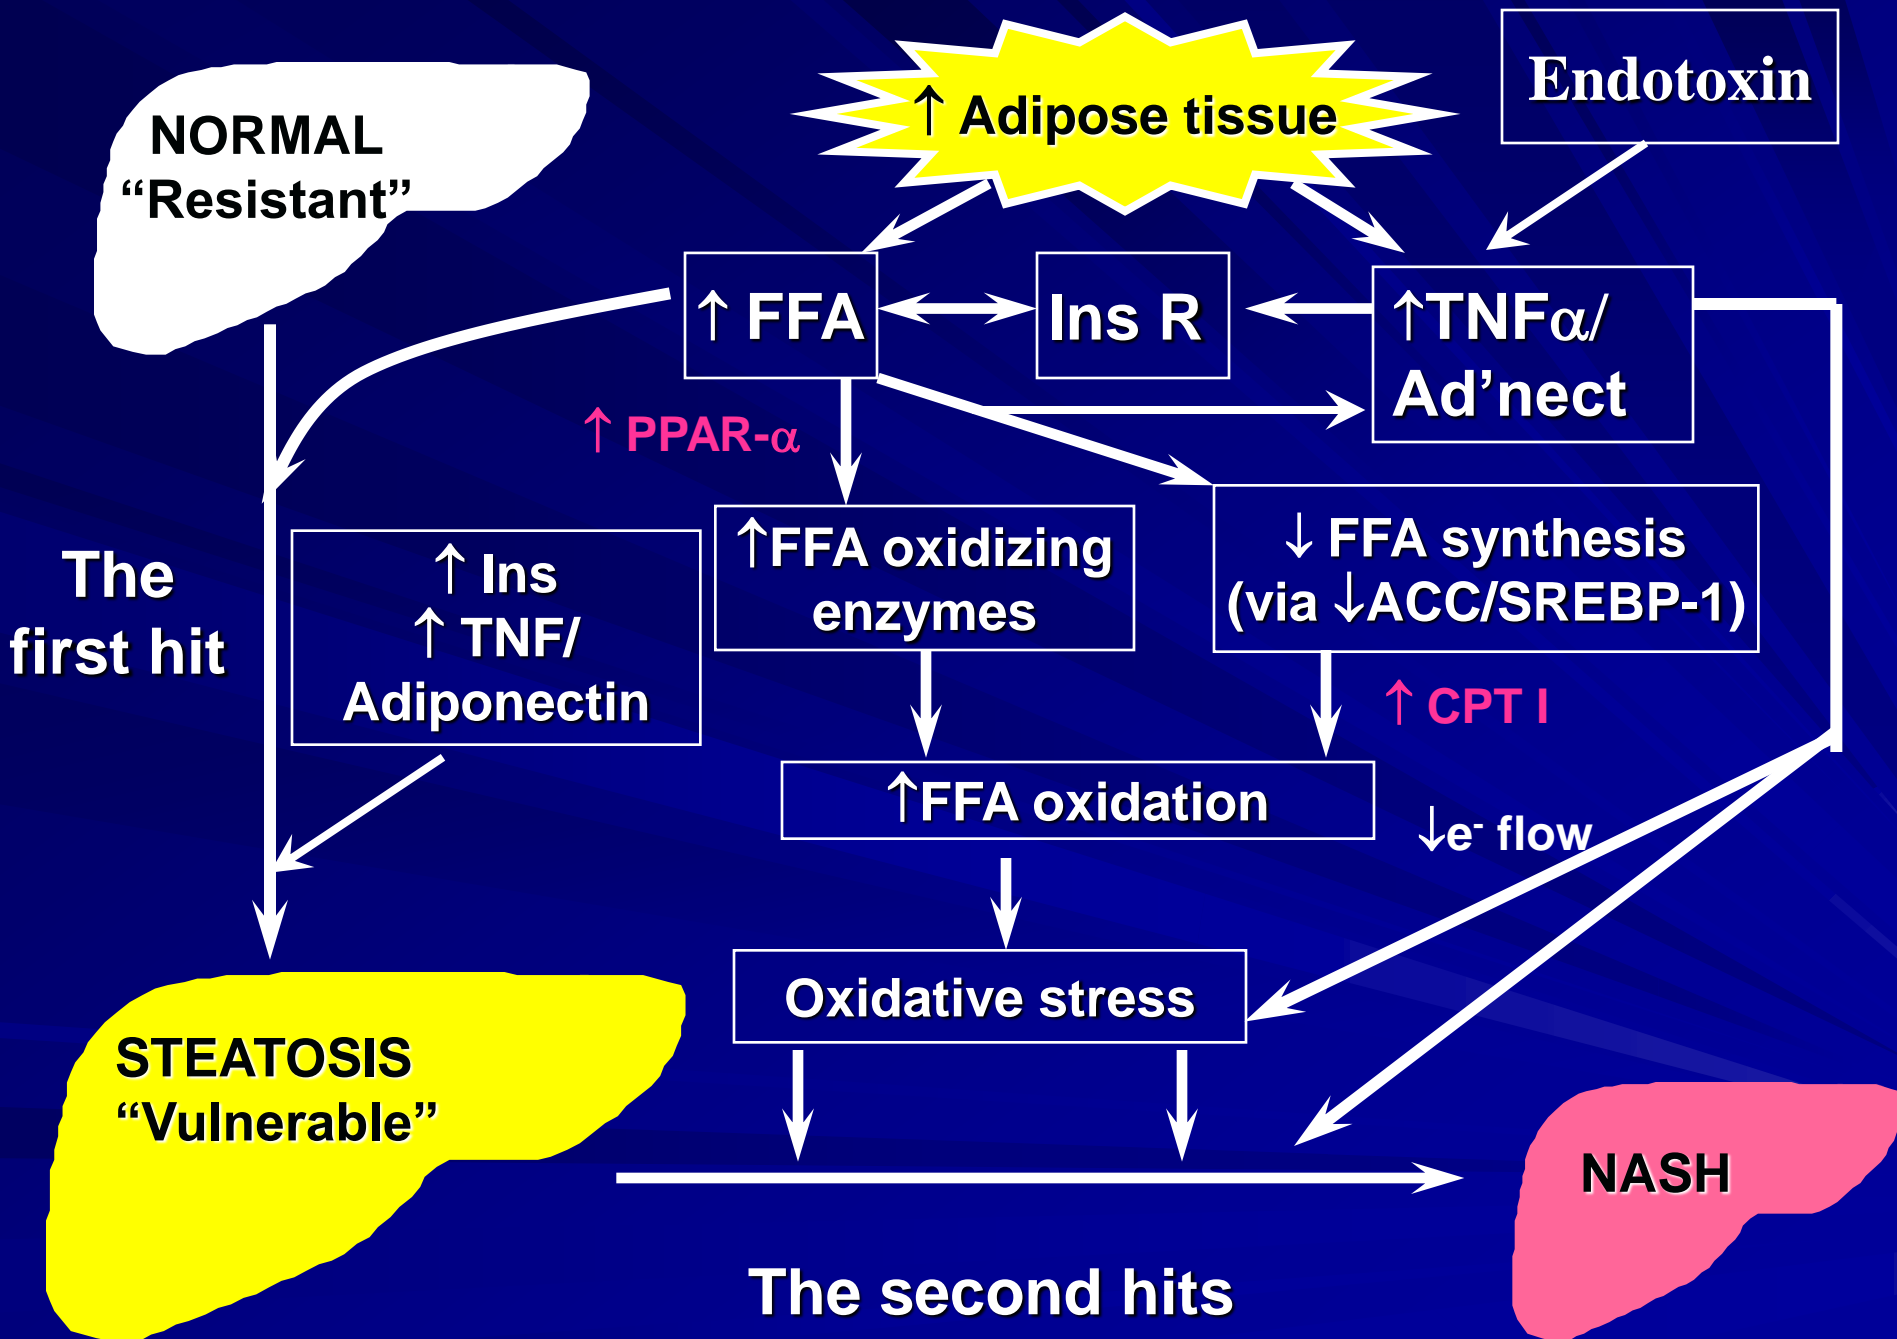 ↑ Adipose tissue
Endotoxin
NORMAL
“Resistant”
↑ FFA
Ins R
↑TNFα/
Ad’nect
↑ PPAR-α
↑FFA oxidizing
enzymes
↓ FFA synthesis
(via ↓ACC/SREBP-1)
The
first hit
↑ Ins
↑ TNF/
Adiponectin
↑ CPT I
↑FFA oxidation
↓e- flow
Oxidative stress
STEATOSIS
“Vulnerable”
NASH
The second hits